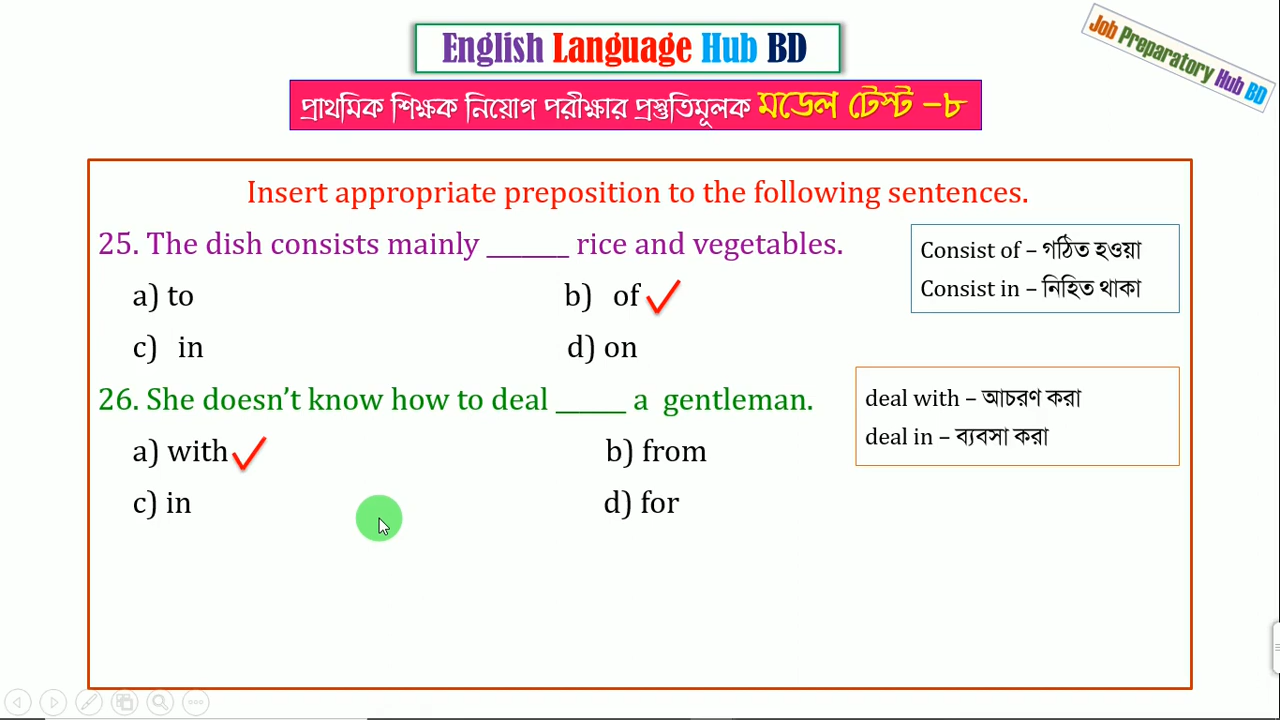 English Language Hub BD
Job Preparatory Hub BD
প্রাথমিক শিক্ষক নিয়োগ পরীক্ষার প্রস্তুতিমূলক মডেল টেস্ট -৮
Insert appropriate preposition to the following sentences.
25. The dish consists mainly _______ rice and vegetables.
a) to
b) of
c) in
d) on
Consist of – গঠিত হওয়া
Consist in – নিহিত থাকা
26. She doesn't know how to deal ______ a gentleman.
a) with
b) from
c) in
d) for
deal with – আচরণ করা
deal in – ব্যবসা করা